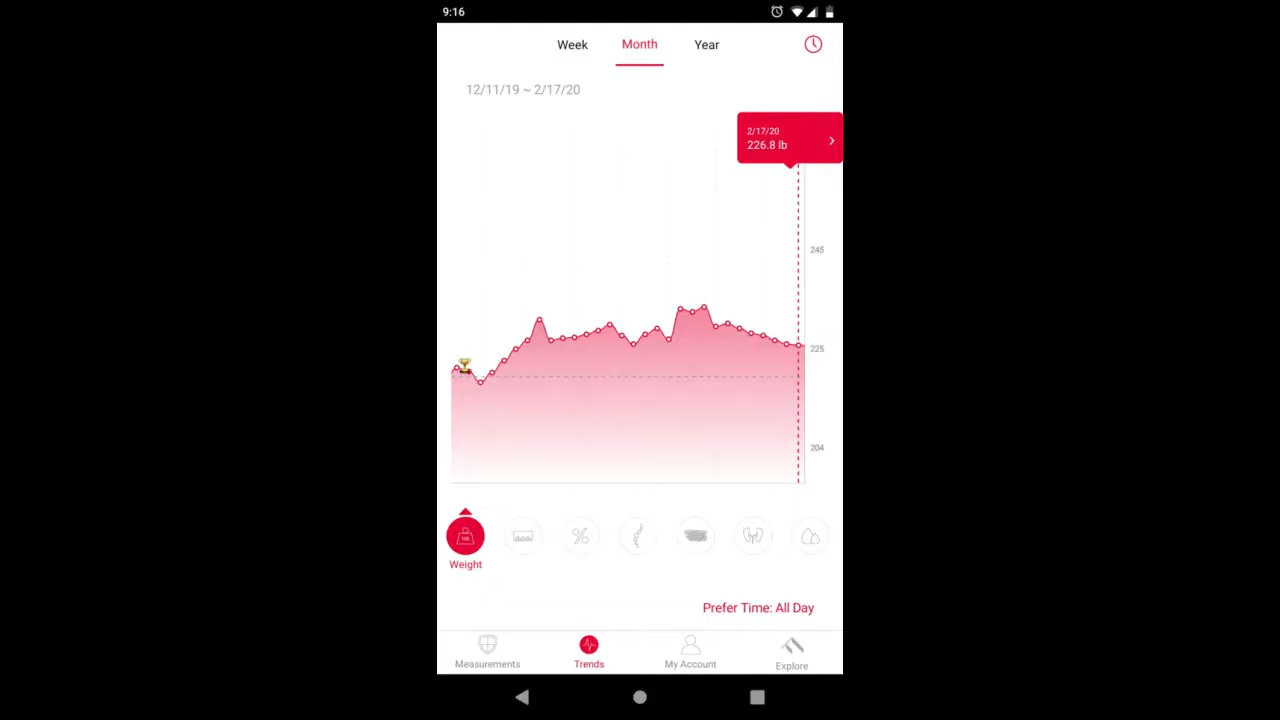 9:16
Week Month Year
12/11/19 ~ 2/17/20
2/17/20
226.8 lb
245
225
204
Weight
Prefer Time: All Day
Measurements Trends My Account Explore